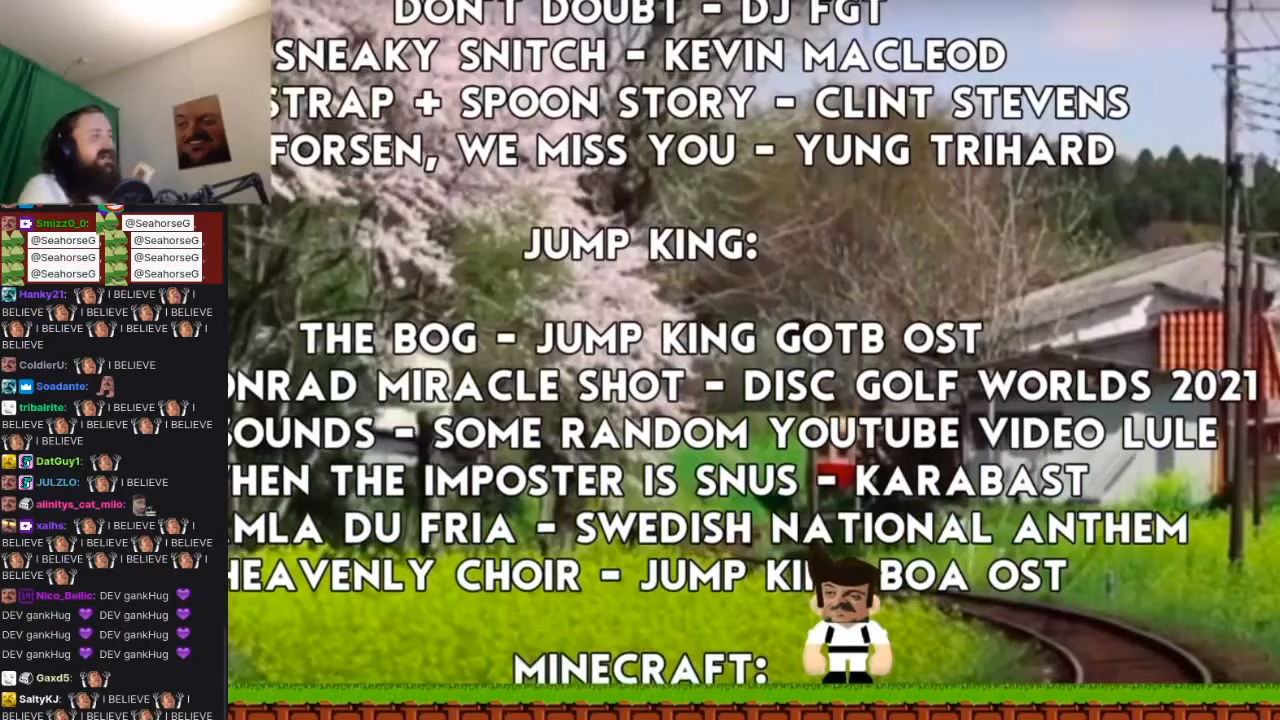 DON'T DOUBT - DJ FGT
SNEAKY SNITCH - KEVIN MACLEOD
STRAP + SPOON STORY - CLINT STEVENS
FORSEN, WE MISS YOU - YUNG TRIHARD
JUMP KING:
THE BOG - JUMP KING GOTB OST
ONRAD MIRACLE SHOT - DISC GOLF WORLDS 2021
SOUNDS - SOME RANDOM YOUTUBE VIDEO LULE
HEN THE IMPOSTER IS SNUS - KARABAST
MLA DU FRIA - SWEDISH NATIONAL ANTHEM
HEAVENLY CHOIR - JUMP KI BOA OST
MINECRAFT:
Smizz0_0: @SeahorseG
@SeahorseG @SeahorseG
@SeahorseG @SeahorseG
@SeahorseG @SeahorseG
Hanky21: I BELIEVE I
BELIEVE I BELIEVE I BELIEVE
I BELIEVE I BELIEVE I
BELIEVE
ColdierU: I BELIEVE
Soadante:
tribalrite: I BELIEVE I
BELIEVE I BELIEVE I BELIEVE
I BELIEVE
DatGuy1:
JULZLO: I BELIEVE
alinitys_cat_milo:
xaihs: I BELIEVE I
BELIEVE I BELIEVE I BELIEVE
I BELIEVE I BELIEVE I
BELIEVE
Nico_Bellic: DEV gankHug
DEV gankHug DEV gankHug
DEV gankHug DEV gankHug
DEV gankHug DEV gankHug
Gaxd5:
SaltyKJ: I BELIEVE I
BELIEVE I BELIEVE I BELIEVE